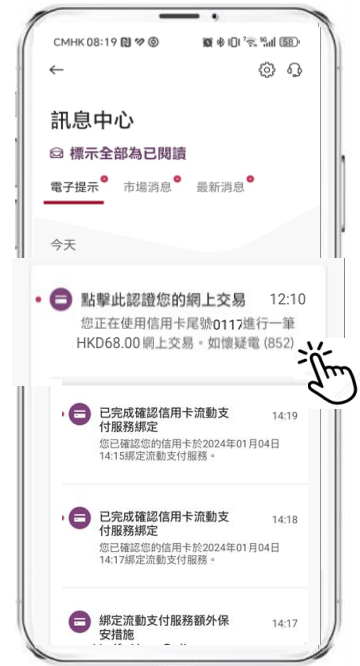 CMHK 08:19 58
訊息中心
標示全部為已閱讀
電子提示 市場消息 最新消息
今天
點擊此認證您的網上交易 12:10
您正在使用信用卡尾號0117進行一筆
HKD68.00網上交易。如懷疑電 (852)
已完成確認信用卡流動支 14:19
付服務綁定
您已確認您的信用卡於2024年01月04日
14:15綁定流動支付服務。
已完成確認信用卡流動支 14:18
付服務綁定
您已確認您的信用卡於2024年01月04日
14:17綁定流動支付服務。
綁定流動支付服務額外保 14:17
安措施